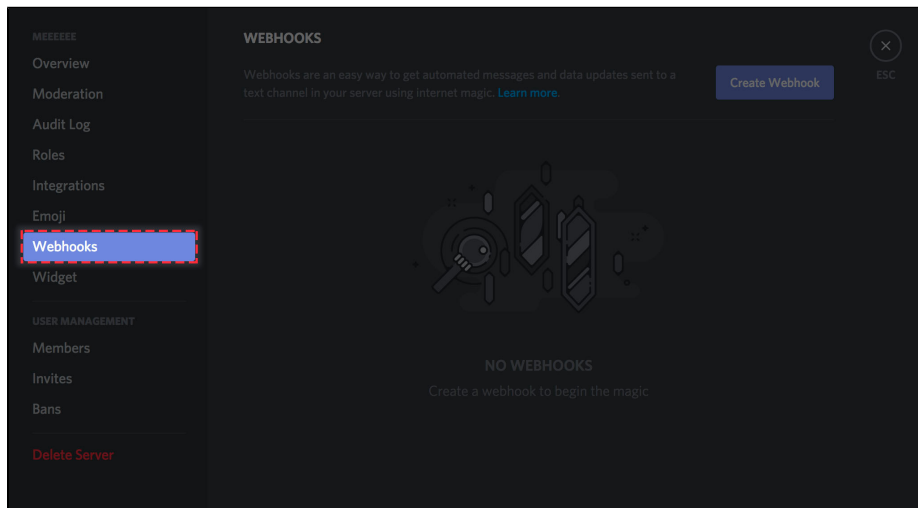 MEEEEEE
Overview
Moderation
Audit Log
Roles
Integrations
Emoji
Webhooks
Widget
USER MANAGEMENT
Members
Invites
Bans
Delete Server
WEBHOOKS
Webhooks are an easy way to get automated messages and data updates sent to a
text channel in your server using internet magic. Learn more.
Create Webhook
ESC
NO WEBHOOKS
Create a webhook to begin the magic